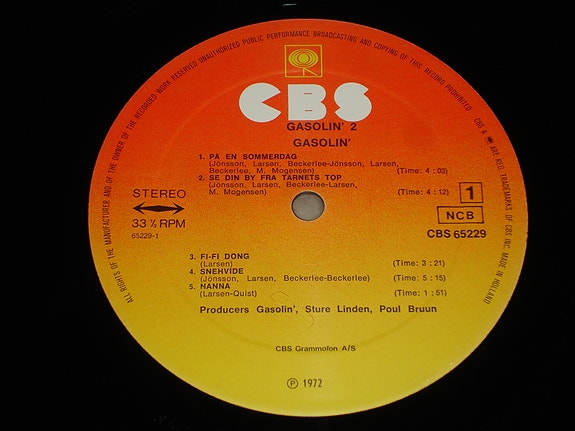 ALL RIGHTS OF THE MANUFACTURER AND OF THE OWNER OF THE RECORDED WORK RESERVED UNAUTHORIZED PUBLIC PERFORMANCE BROADCASTING AND COPYING OF THIS RECORD PROHIBITED
CBS & ARE REG. TRADEMARKS OF CBS INC. MADE IN HOLLAND
CBS
GASOLIN' 2
GASOLIN'
1. PÅ EN SOMMERDAG
(Jönsson, Larsen, Beckerlee-Jönsson, Larsen,
Beckerlee, M. Mogensen) (Time: 4 : 03)
2. SE DIN BY FRA TARNETS TOP
(Jönsson, Larsen, Beckerlee-Larsen,
M. Mogensen) (Time: 4 : 12)
STEREO
33 ⅓ RPM
65229-1
1
NCB
CBS 65229
3. FI-FI DONG
(Larsen) (Time: 3 : 21)
4. SNEHVIDE
(Jönsson, Larsen, Beckerlee-Beckerlee) (Time: 5 : 15)
5. NANNA
(Larsen-Quist) (Time: 1 : 51)
Producers Gasolin', Sture Linden, Poul Bruun
CBS Grammofon A/S
Ⓟ 1972